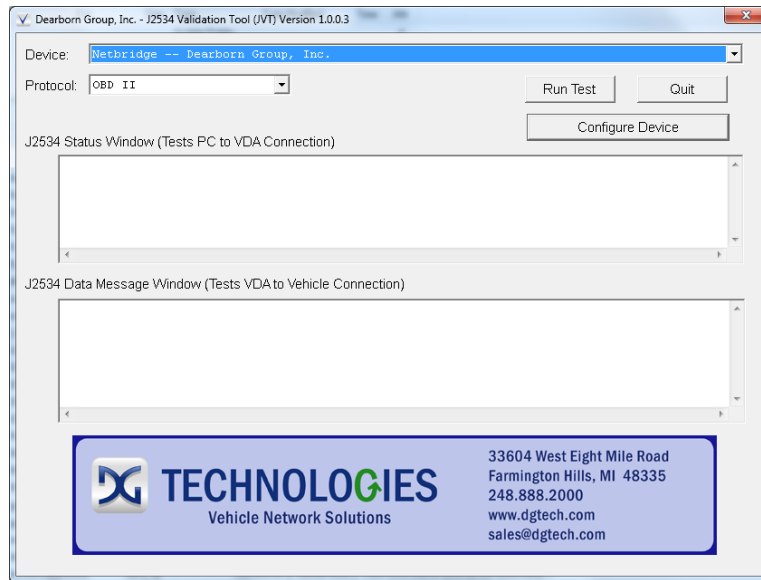 Dearborn Group, Inc. - J2534 Validation Tool (JVT) Version 1.0.0.3
Device: Netbridge -- Dearborn Group, Inc.
Protocol: OBD II
Run Test Quit
Configure Device
J2534 Status Window (Tests PC to VDA Connection)
J2534 Data Message Window (Tests VDA to Vehicle Connection)
DG TECHNOLOGIES
Vehicle Network Solutions
33604 West Eight Mile Road
Farmington Hills, MI 48335
248.888.2000
www.dgtech.com
sales@dgtech.com